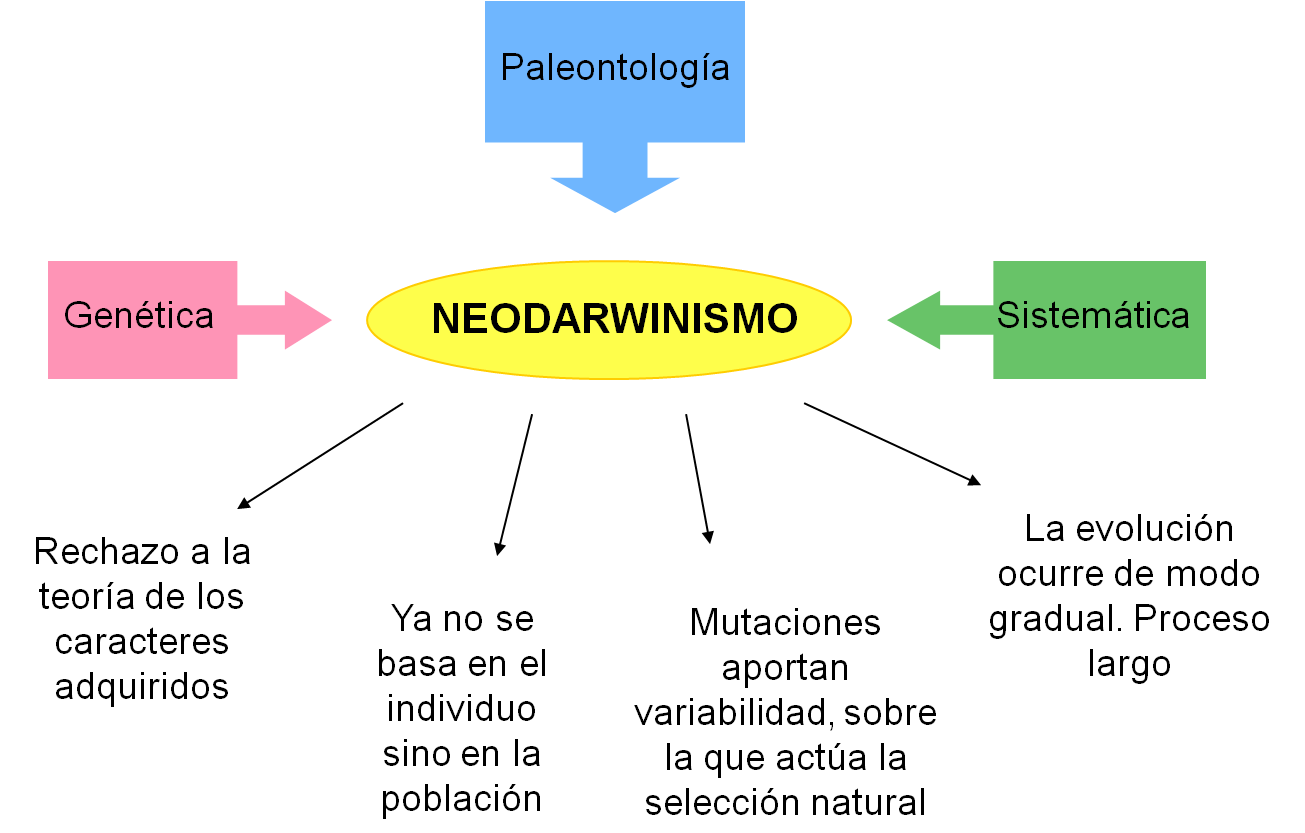 Paleontología
Genética
NEODARWINISMO
Sistemática
Rechazo a la
teoría de los
caracteres
adquiridos
Ya no se
basa en el
individuo
sino en la
población
Mutaciones
aportan
variabilidad, sobre
la que actúa la
selección natural
La evolución
ocurre de modo
gradual. Proceso
largo